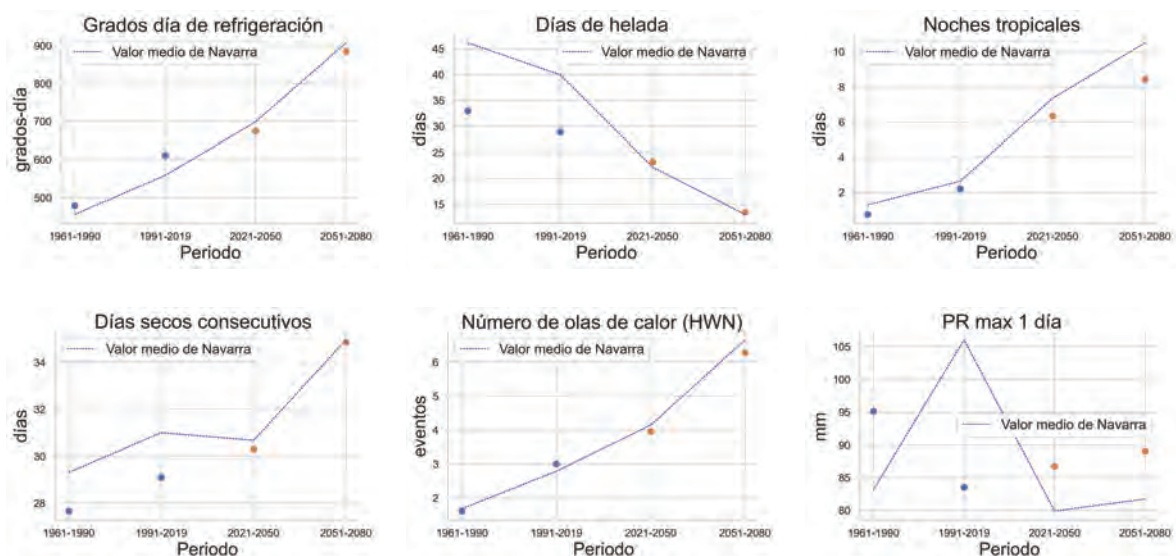 Grados día de refrigeración
Valor medio de Navarra
900
800
700
600
500
grados-día
1961-1990 1991-2019 2021-2050 2051-2080
Periodo
Días de helada
Valor medio de Navarra
45
40
35
30
25
20
15
días
1961-1990 1991-2019 2021-2050 2051-2080
Periodo
Noches tropicales
Valor medio de Navarra
10
8
6
4
2
días
1961-1990 1991-2019 2021-2050 2051-2080
Periodo
Días secos consecutivos
Valor medio de Navarra
34
32
30
28
días
1961-1990 1991-2019 2021-2050 2051-2080
Periodo
Número de olas de calor (HWN)
Valor medio de Navarra
6
5
4
3
2
eventos
1961-1990 1991-2019 2021-2050 2051-2080
Periodo
PR max 1 día
Valor medio de Navarra
105
100
95
90
85
80
mm
1961-1990 1991-2019 2021-2050 2051-2080
Periodo